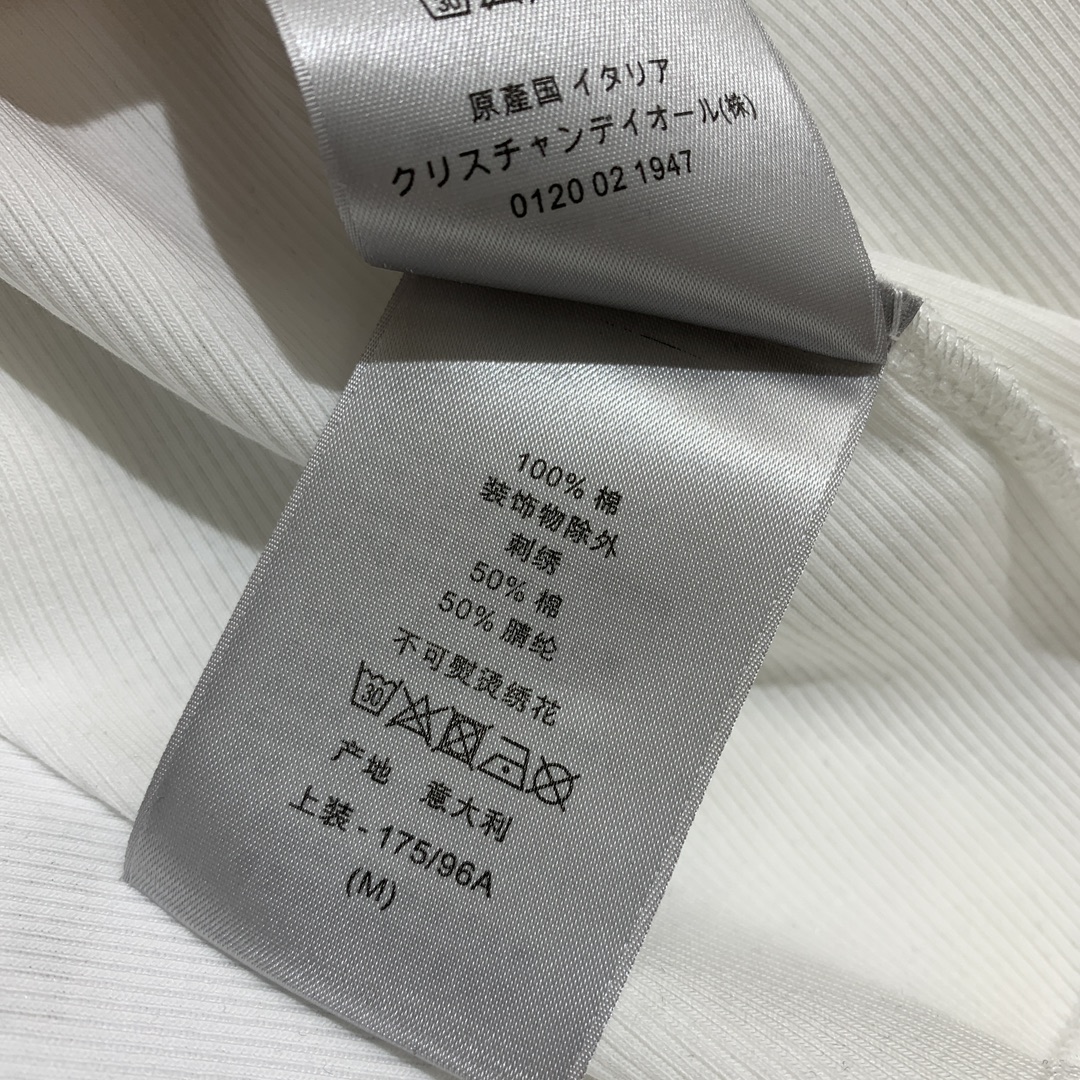 30
原産国 イタリア
クリスチャンディオール(株)
0120 02 1947
100% 棉
装饰物除外
刺绣
50% 棉
50% 腈纶
不可熨烫绣花
30
产地 意大利
上装 - 175/96A
(M)